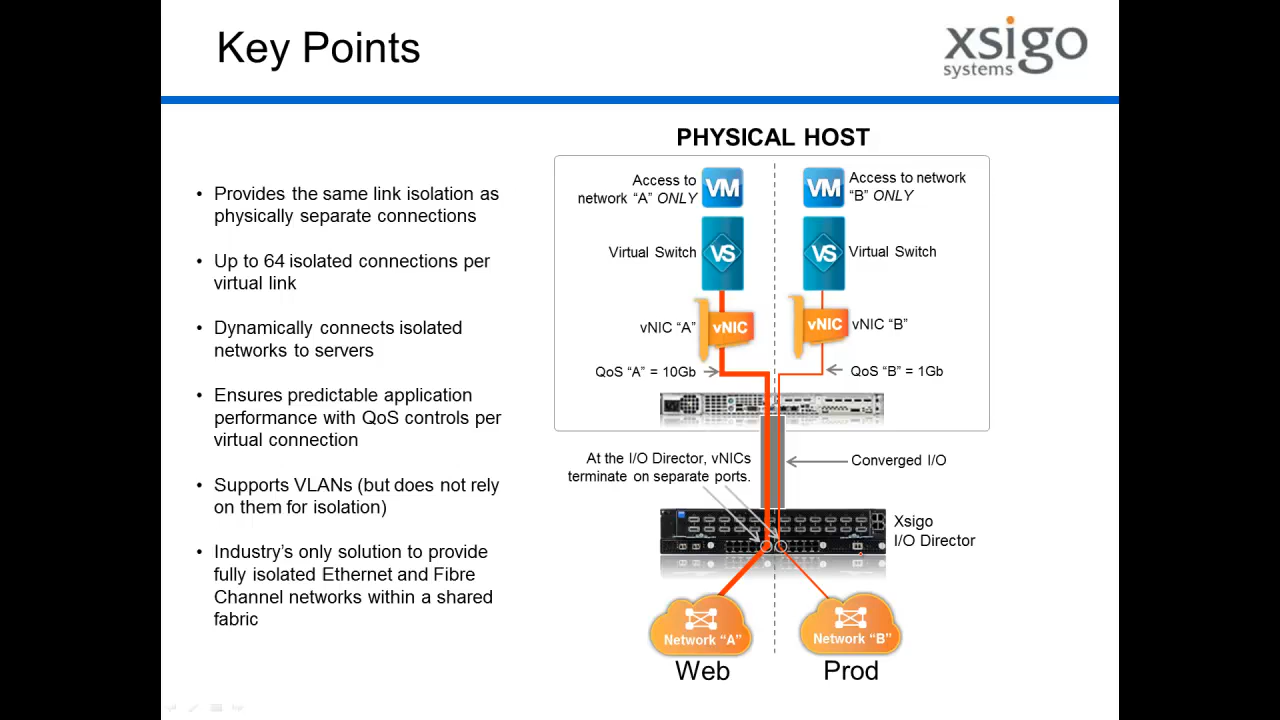 Key Points
xsigo
systems
PHYSICAL HOST
• Provides the same link isolation as
physically separate connections
• Up to 64 isolated connections per
virtual link
• Dynamically connects isolated
networks to servers
• Ensures predictable application
performance with QoS controls per
virtual connection
• Supports VLANs (but does not rely
on them for isolation)
• Industry's only solution to provide
fully isolated Ethernet and Fibre
Channel networks within a shared
fabric
Access to
network “A” ONLY
VM
VM
Access to network
“B” ONLY
Virtual Switch
VS
VS
Virtual Switch
vNIC “A”
vNIC
vNIC
vNIC “B”
QoS “A” = 10Gb
QoS “B” = 1Gb
At the I/O Director, vNICs
terminate on separate ports.
Converged I/O
Xsigo
I/O Director
Network “A”
Network “B”
Web
Prod